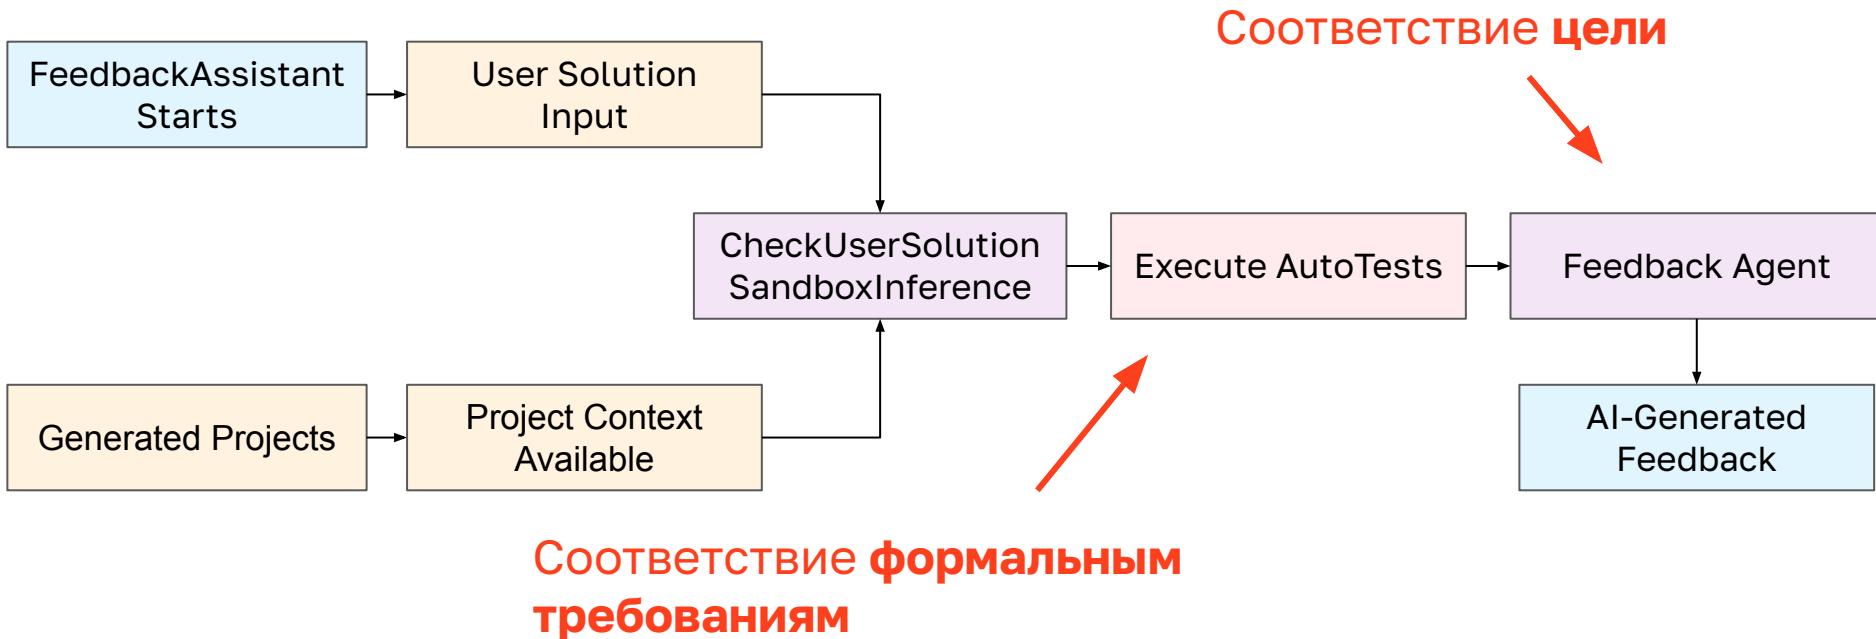 Соответствие цели
FeedbackAssistant
Starts
User Solution
Input
CheckUserSolution
SandboxInference
Execute AutoTests
Feedback Agent
Generated Projects
Project Context
Available
AI-Generated
Feedback
Соответствие формальным
требованиям